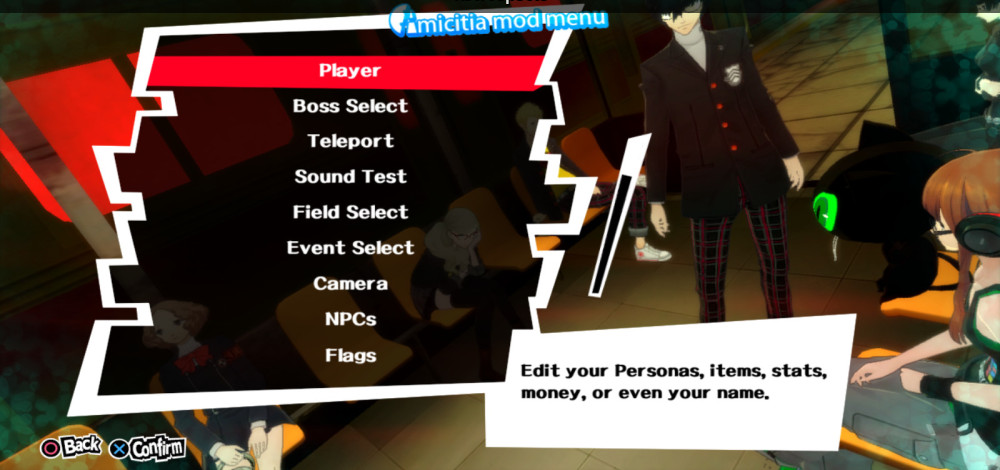 Amicitia mod menu
Player
Boss Select
Teleport
Sound Test
Field Select
Event Select
Camera
NPCs
Flags
Edit your Personas, items, stats,
money, or even your name.
Back Confirm